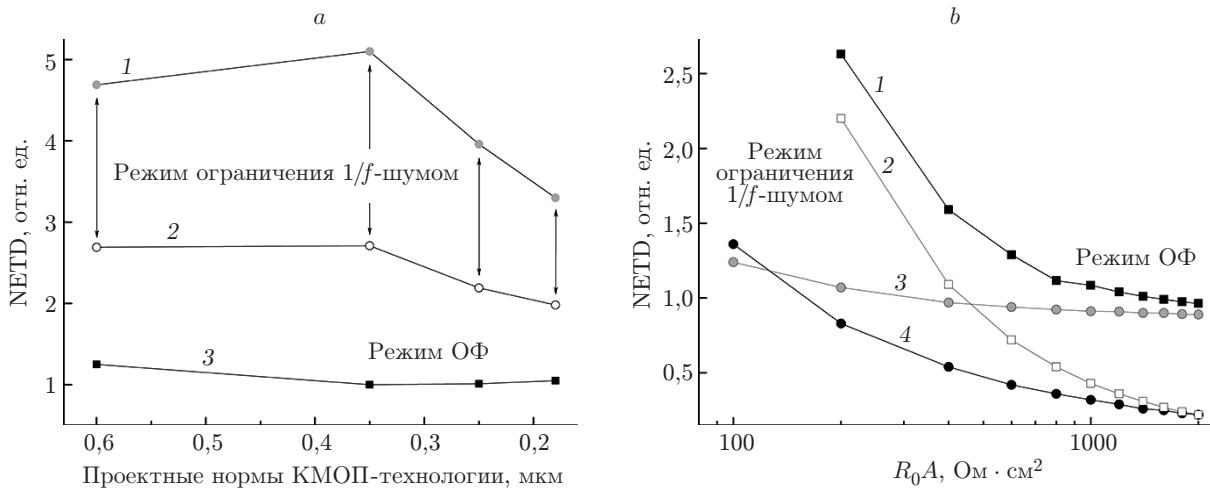 a
5
4
3
2
1
NETD, отн. ед.
1
2
3
Режим ограничения 1/f-шумом
Режим ОФ
0,6
0,5
0,4
0,3
0,2
Проектные нормы КМОП-технологии, мкм
b
2,5
2,0
1,5
1,0
0,5
NETD, отн. ед.
1
2
3
4
Режим
ограничения
1/f-шумом
Режим ОФ
100
1000
R₀A, Ом · см²